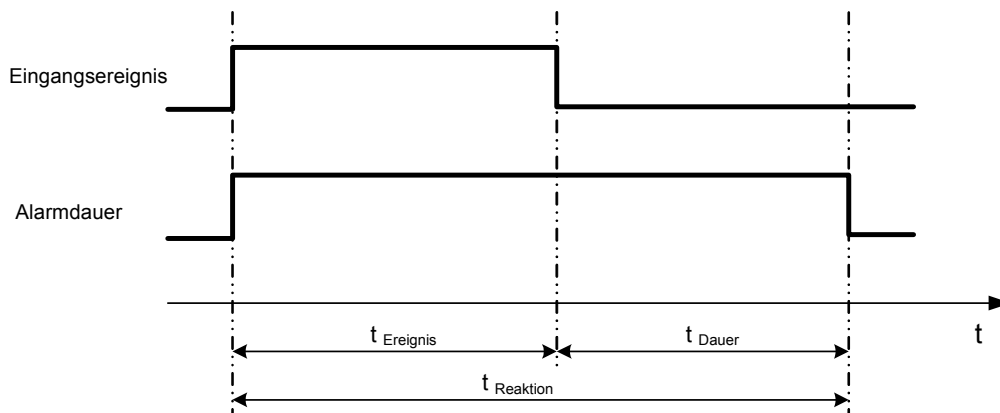 Eingangsereignis
Alarmdauer
t
t Ereignis
t Dauer
t Reaktion